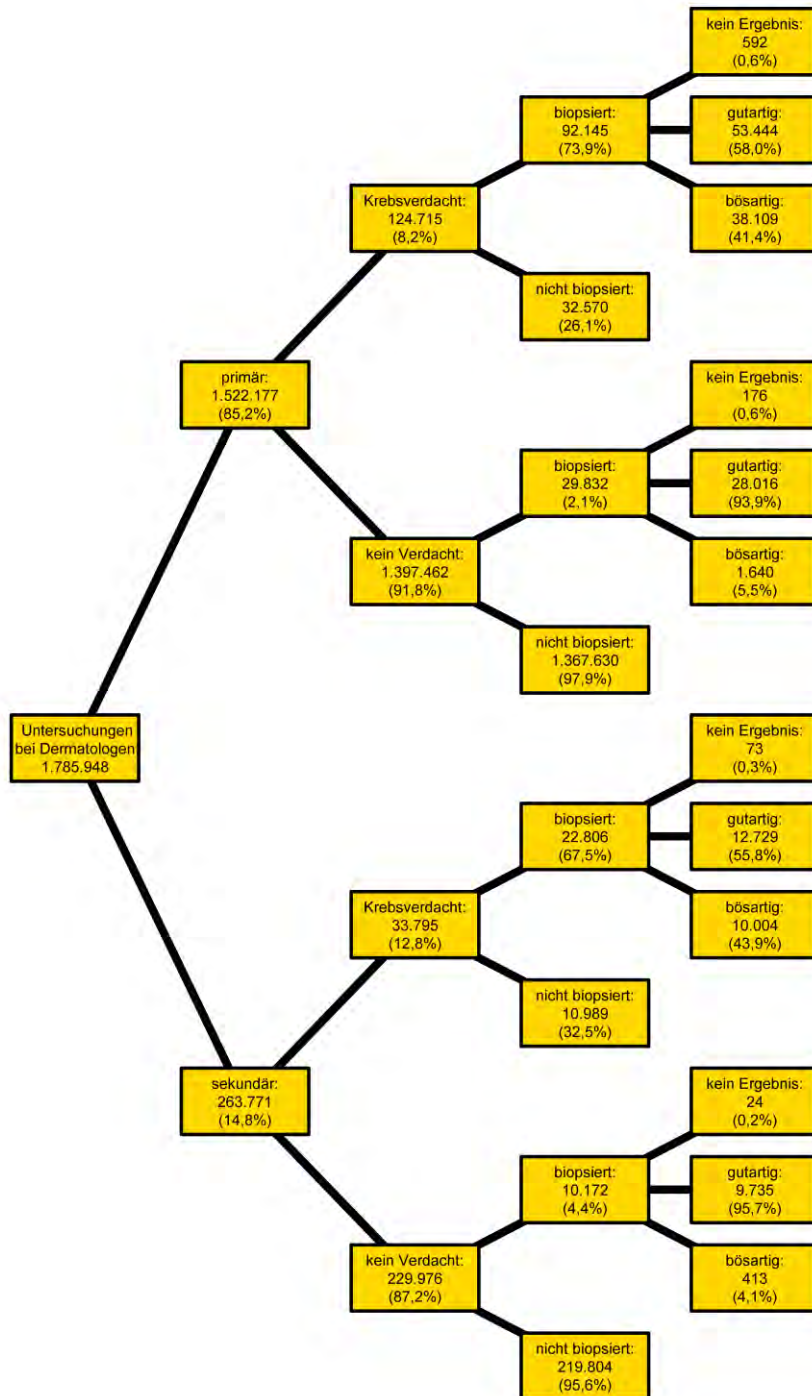 kein Ergebnis:
592
(0,6%)
biopsiert:
92.145
(73,9%)
gutartig:
53.444
(58,0%)
Krebsverdacht:
124.715
(8,2%)
bösartig:
38.109
(41,4%)
nicht biopsiert:
32.570
(26,1%)
primär:
1.522.177
(85,2%)
kein Ergebnis:
176
(0,6%)
biopsiert:
29.832
(2,1%)
gutartig:
28.016
(93,9%)
kein Verdacht:
1.397.462
(91,8%)
bösartig:
1.640
(5,5%)
nicht biopsiert:
1.367.630
(97,9%)
Untersuchungen
bei Dermatologen
1.785.948
kein Ergebnis:
73
(0,3%)
biopsiert:
22.806
(67,5%)
gutartig:
12.729
(55,8%)
Krebsverdacht:
33.795
(12,8%)
bösartig:
10.004
(43,9%)
nicht biopsiert:
10.989
(32,5%)
sekundär:
263.771
(14,8%)
kein Ergebnis:
24
(0,2%)
biopsiert:
10.172
(4,4%)
gutartig:
9.735
(95,7%)
kein Verdacht:
229.976
(87,2%)
bösartig:
413
(4,1%)
nicht biopsiert:
219.804
(95,6%)